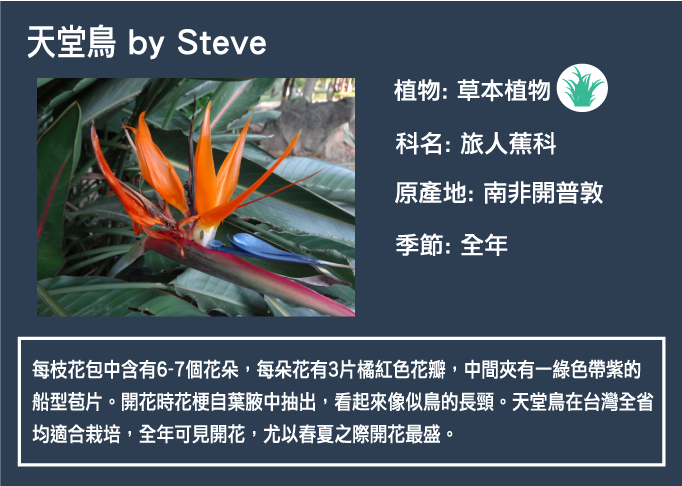 天堂鳥 by Steve
植物: 草本植物
科名: 旅人蕉科
原產地: 南非開普敦
季節: 全年
每枝花包中含有6-7個花朵，每朵花有3片橘紅色花瓣，中間夾有一綠色帶紫的
船型苞片。開花時花梗自葉腋中抽出，看起來像似鳥的長頸。天堂鳥在台灣全省
均適合栽培，全年可見開花，尤以春夏之際開花最盛。